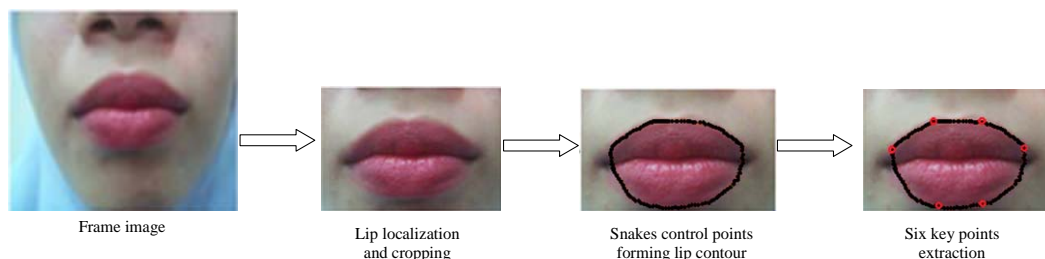 Frame image
Lip localization
and cropping
Snakes control points
forming lip contour
Six key points
extraction